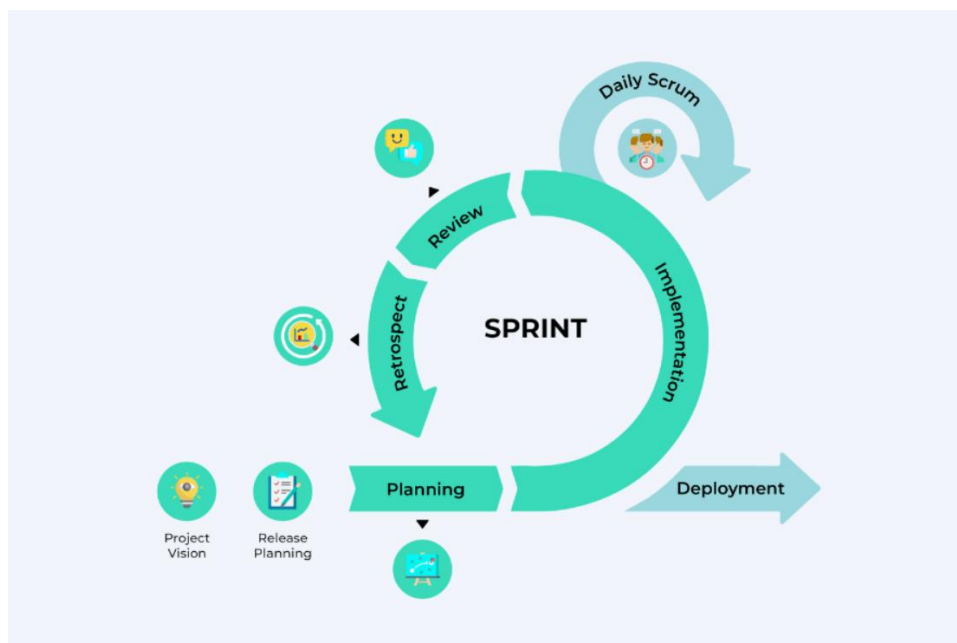 Daily Scrum
Review
Implementation
SPRINT
Retrospect
Planning
Deployment
Project
Vision
Release
Planning